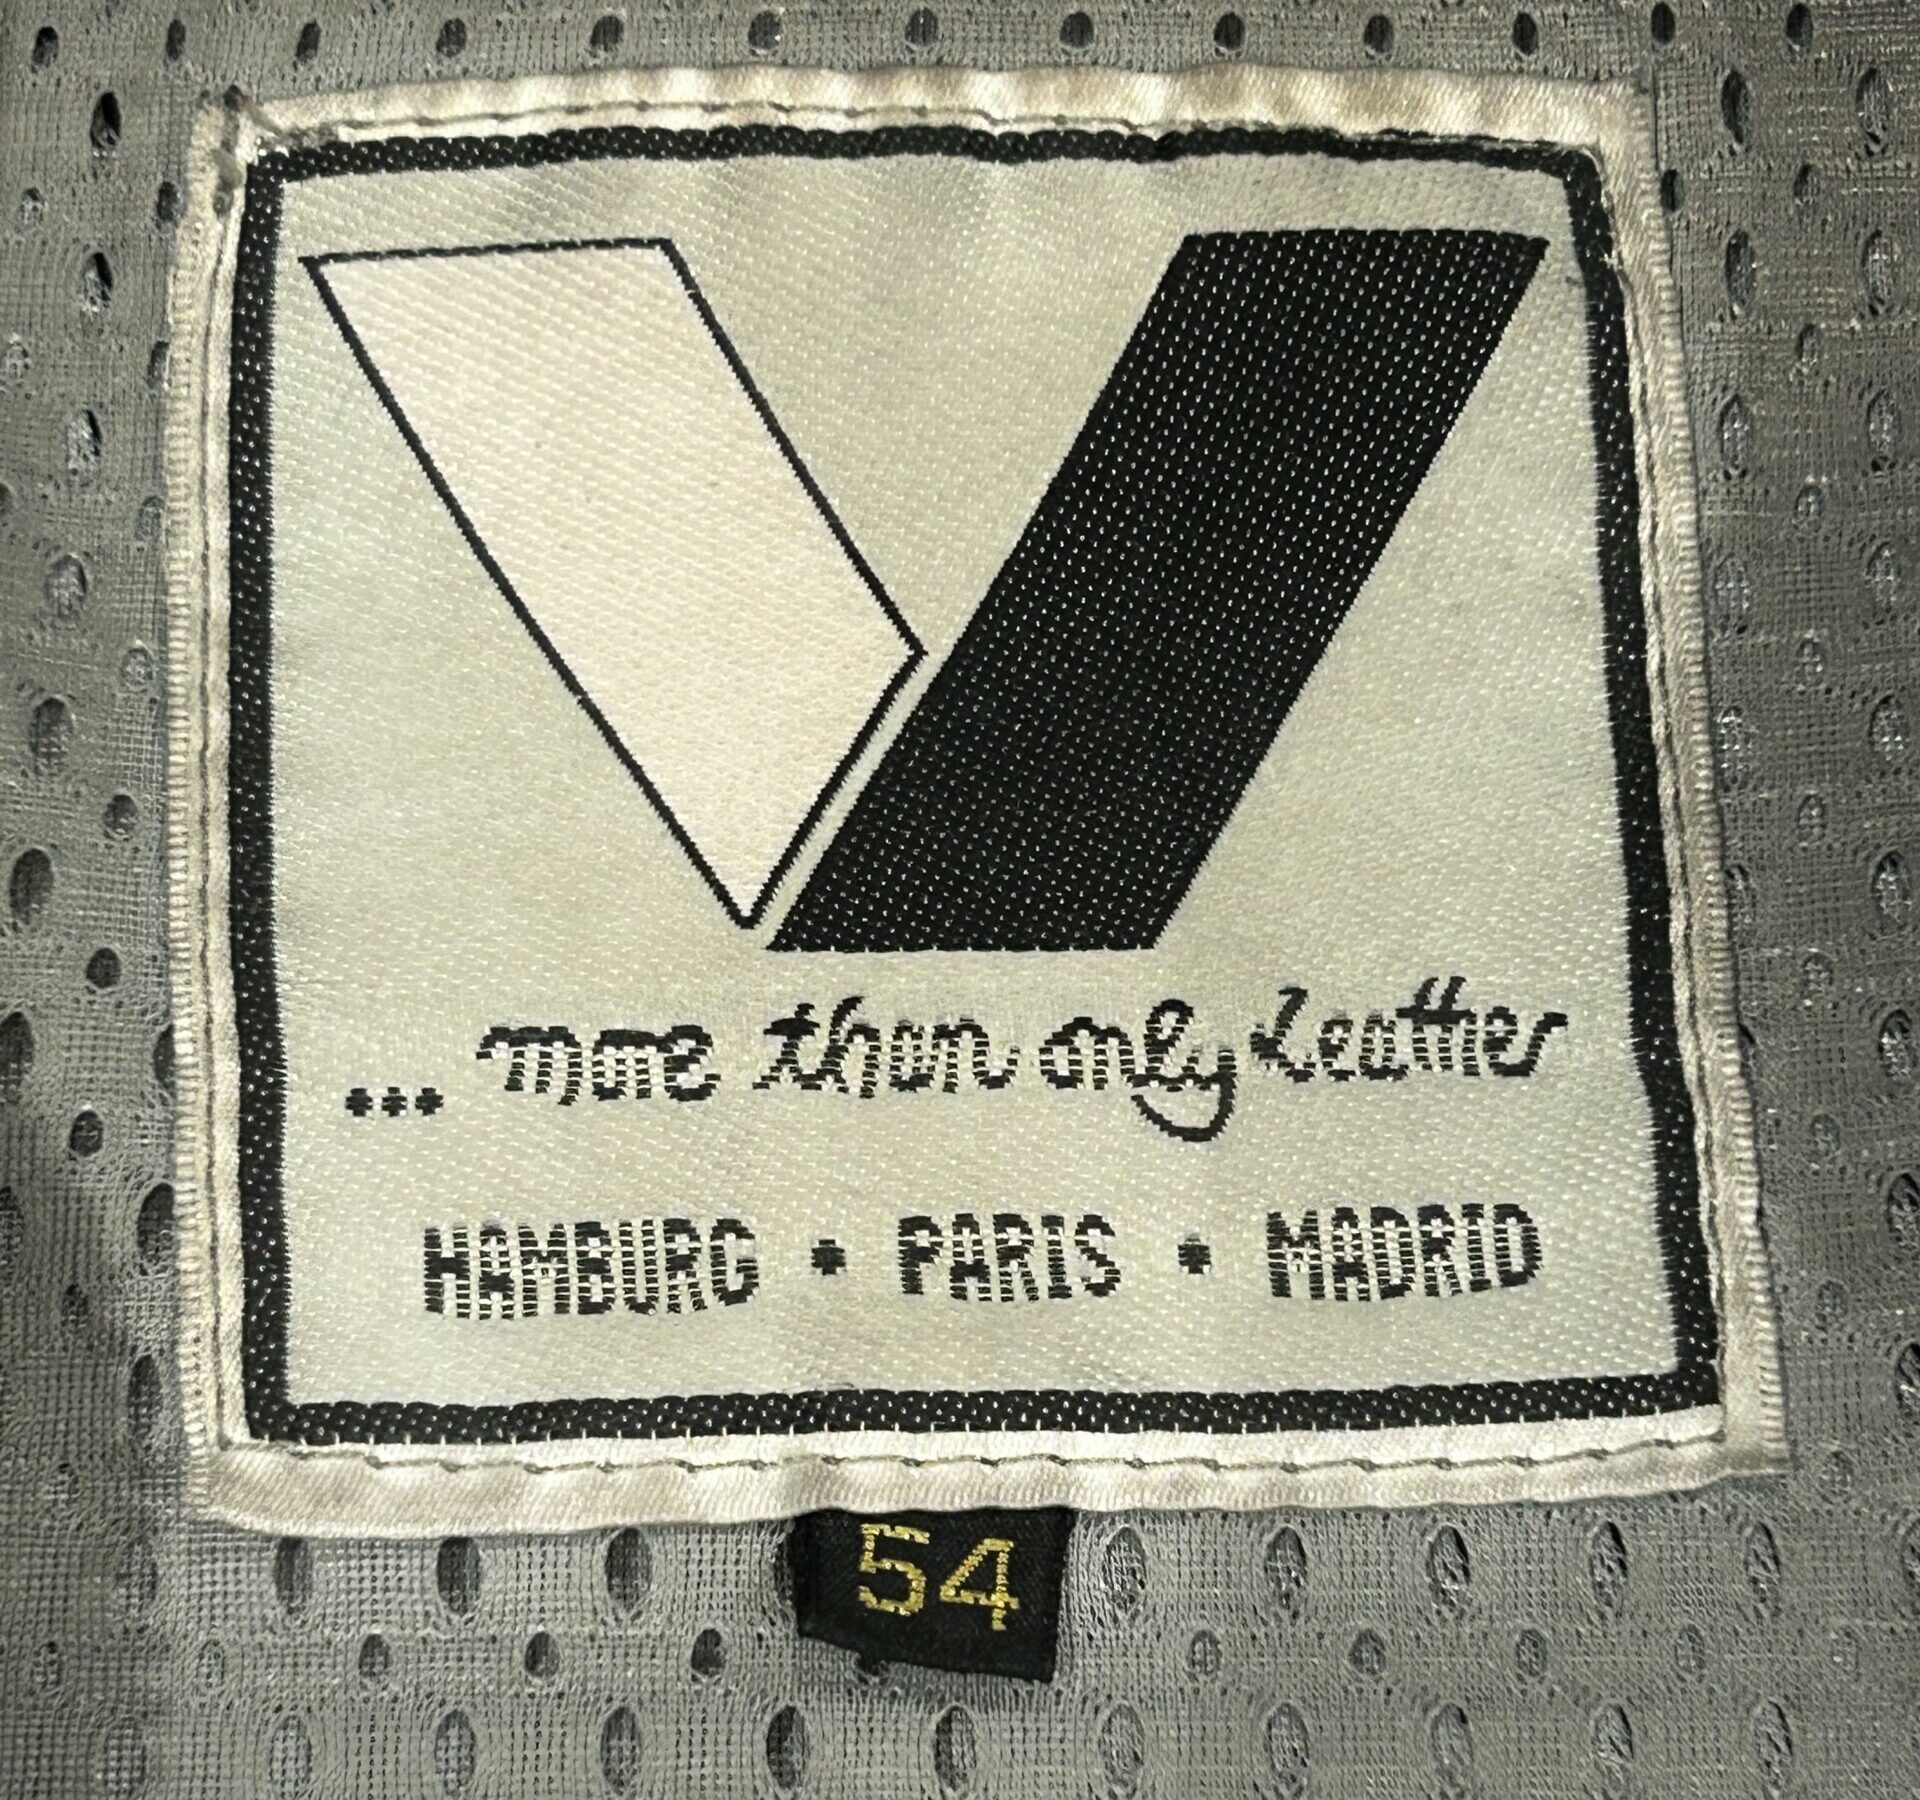 V
... more than only Leather
HAMBURG • PARIS • MADRID
54